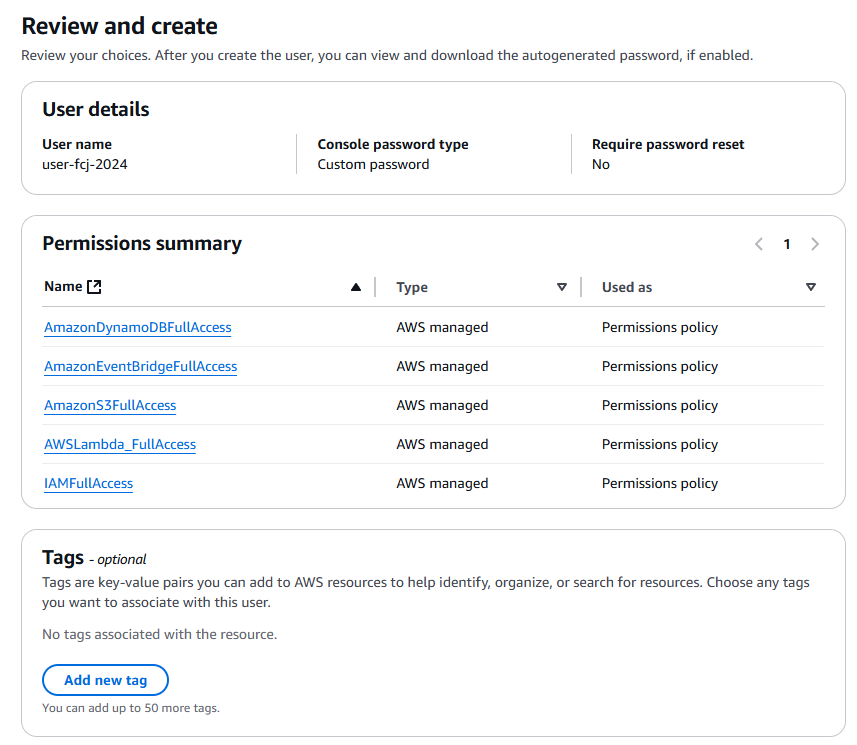 Review and create
Review your choices. After you create the user, you can view and download the autogenerated password, if enabled.
User details
User name
user-fcj-2024
Console password type
Custom password
Require password reset
No
Permissions summary
1
Name
Type
Used as
AmazonDynamoDBFullAccess
AWS managed
Permissions policy
AmazonEventBridgeFullAccess
AWS managed
Permissions policy
AmazonS3FullAccess
AWS managed
Permissions policy
AWSLambda_FullAccess
AWS managed
Permissions policy
IAMFullAccess
AWS managed
Permissions policy
Tags - optional
Tags are key-value pairs you can add to AWS resources to help identify, organize, or search for resources. Choose any tags
you want to associate with this user.
No tags associated with the resource.
Add new tag
You can add up to 50 more tags.